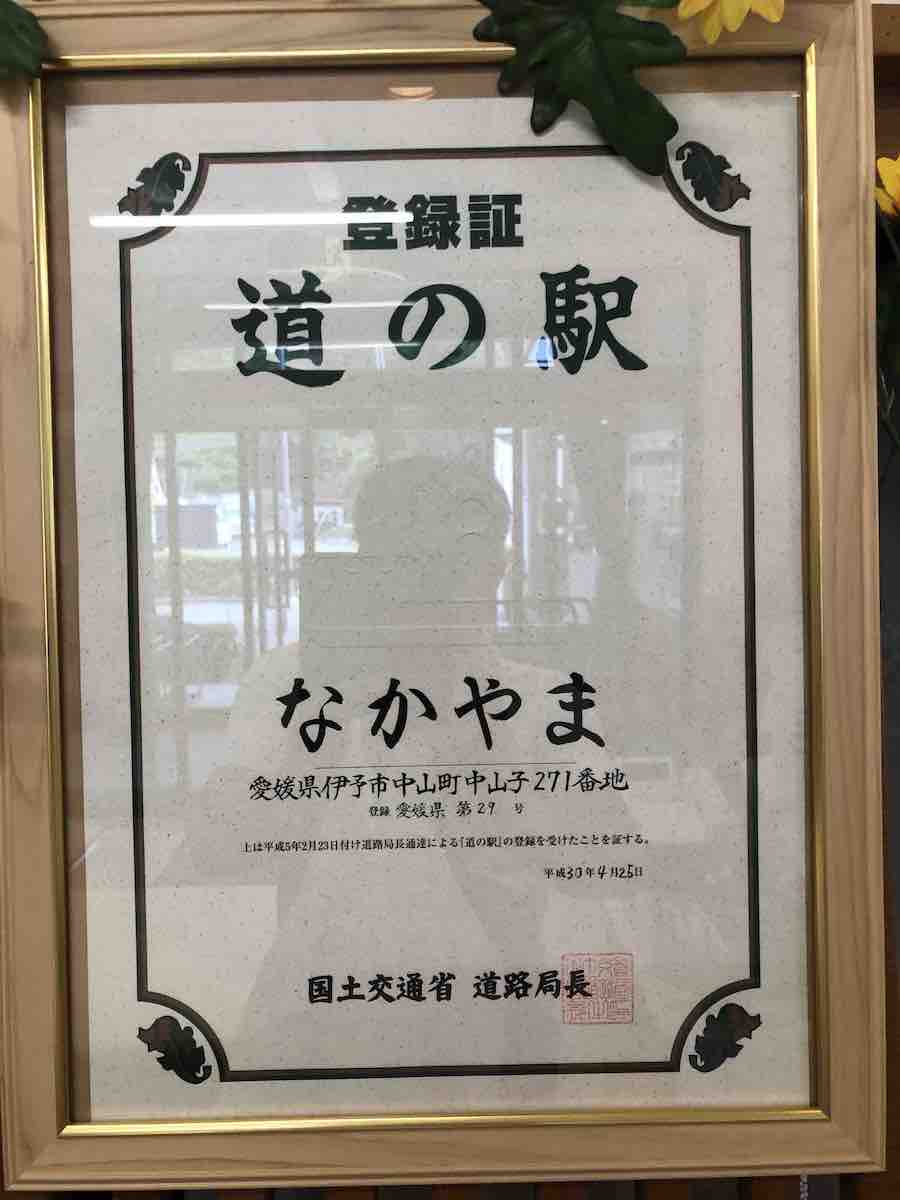 登録証
道の駅
なかやま
愛媛県伊予市中山町中山子271番地
登録 愛媛県 第29 号
上は平成5年2月23日付け道路局長通達による「道の駅」の登録を受けたことを証する。
平成30年4月25日
国土交通省 道路局長